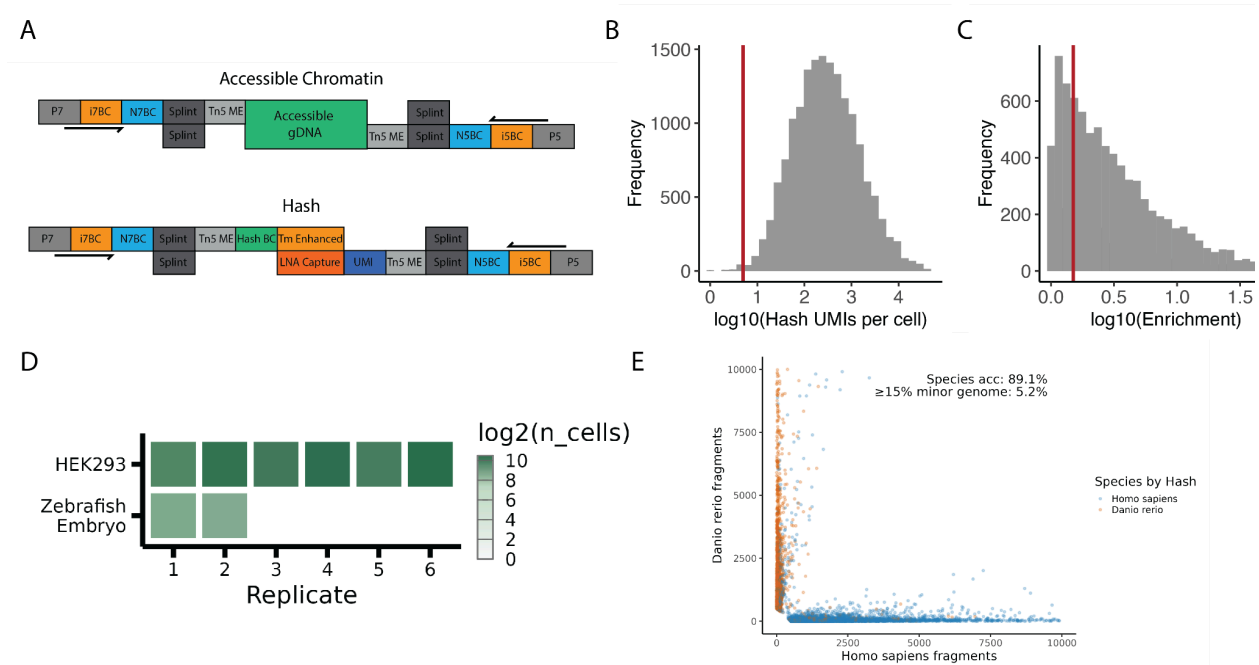 A
Accessible Chromatin
P7
i7BC
N7BC
Splint
Tn5 ME
Splint
Accessible
gDNA
Splint
Tn5 ME
Splint
N5BC
i5BC
P5
Hash
P7
i7BC
N7BC
Splint
Tn5 ME
Hash BC
Tm Enhanced
Splint
Splint
LNA Capture
UMI
Tn5 ME
Splint
N5BC
i5BC
P5
B
1500
1000
500
0
Frequency
0 1 2 3 4
log10(Hash UMIs per cell)
C
600
400
200
0
Frequency
0.0 0.5 1.0 1.5
log10(Enrichment)
D
HEK293
Zebrafish
Embryo
1 2 3 4 5 6
Replicate
log2(n_cells)
10
8
6
4
2
0
E
Species acc: 89.1%
≥15% minor genome: 5.2%
10000
7500
5000
2500
0
Danio rerio fragments
0 2500 5000 7500 10000
Homo sapiens fragments
Species by Hash
Homo sapiens
Danio rerio